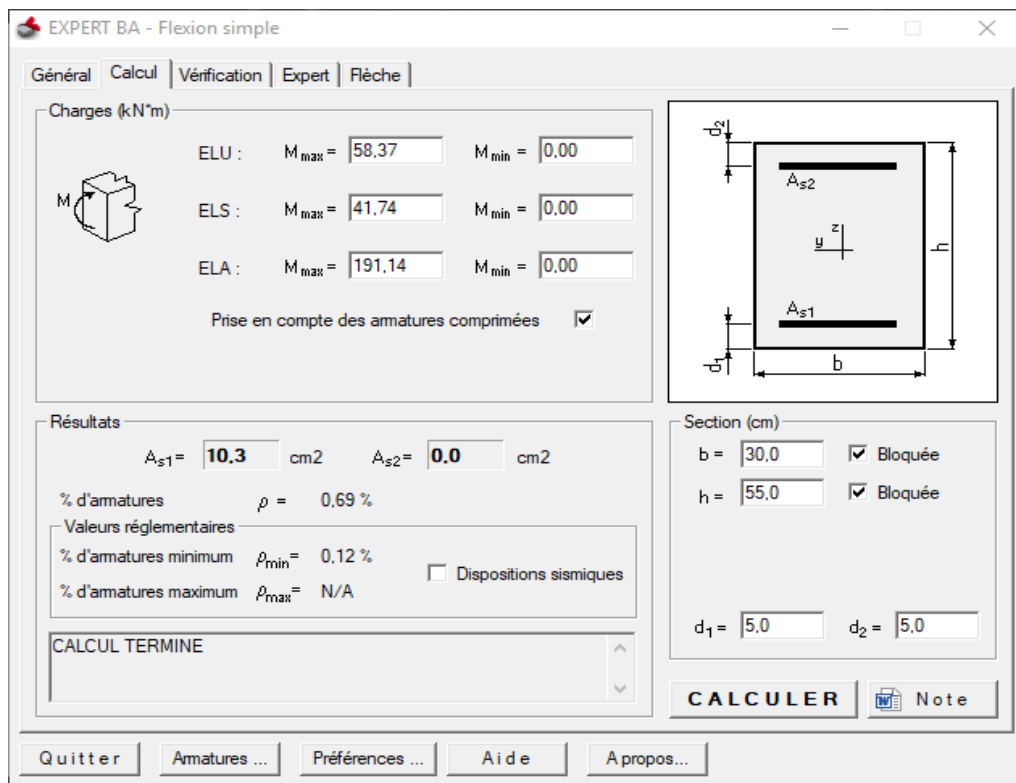 EXPERT BA - Flexion simple
Général Calcul Vérification Expert Flèche
Charges (kN*m)
ELU : M max = 58,37 M min = 0,00
ELS : M max = 41,74 M min = 0,00
ELA : M max = 191,14 M min = 0,00
M
Prise en compte des armatures comprimées
d2
As2
z
y
h
As1
d1
b
Résultats
As1= 10,3 cm2 As2= 0,0 cm2
% d'armatures ρ = 0,69 %
Valeurs réglementaires
% d'armatures minimum ρmin= 0,12 %
Dispositions sismiques
% d'armatures maximum ρmax= N/A
CALCUL TERMINE
Section (cm)
b = 30,0 Bloquée
h = 55,0 Bloquée
d1 = 5,0 d2 = 5,0
CALCULER Note
Quitter Armatures ... Préférences ... Aide A propos...